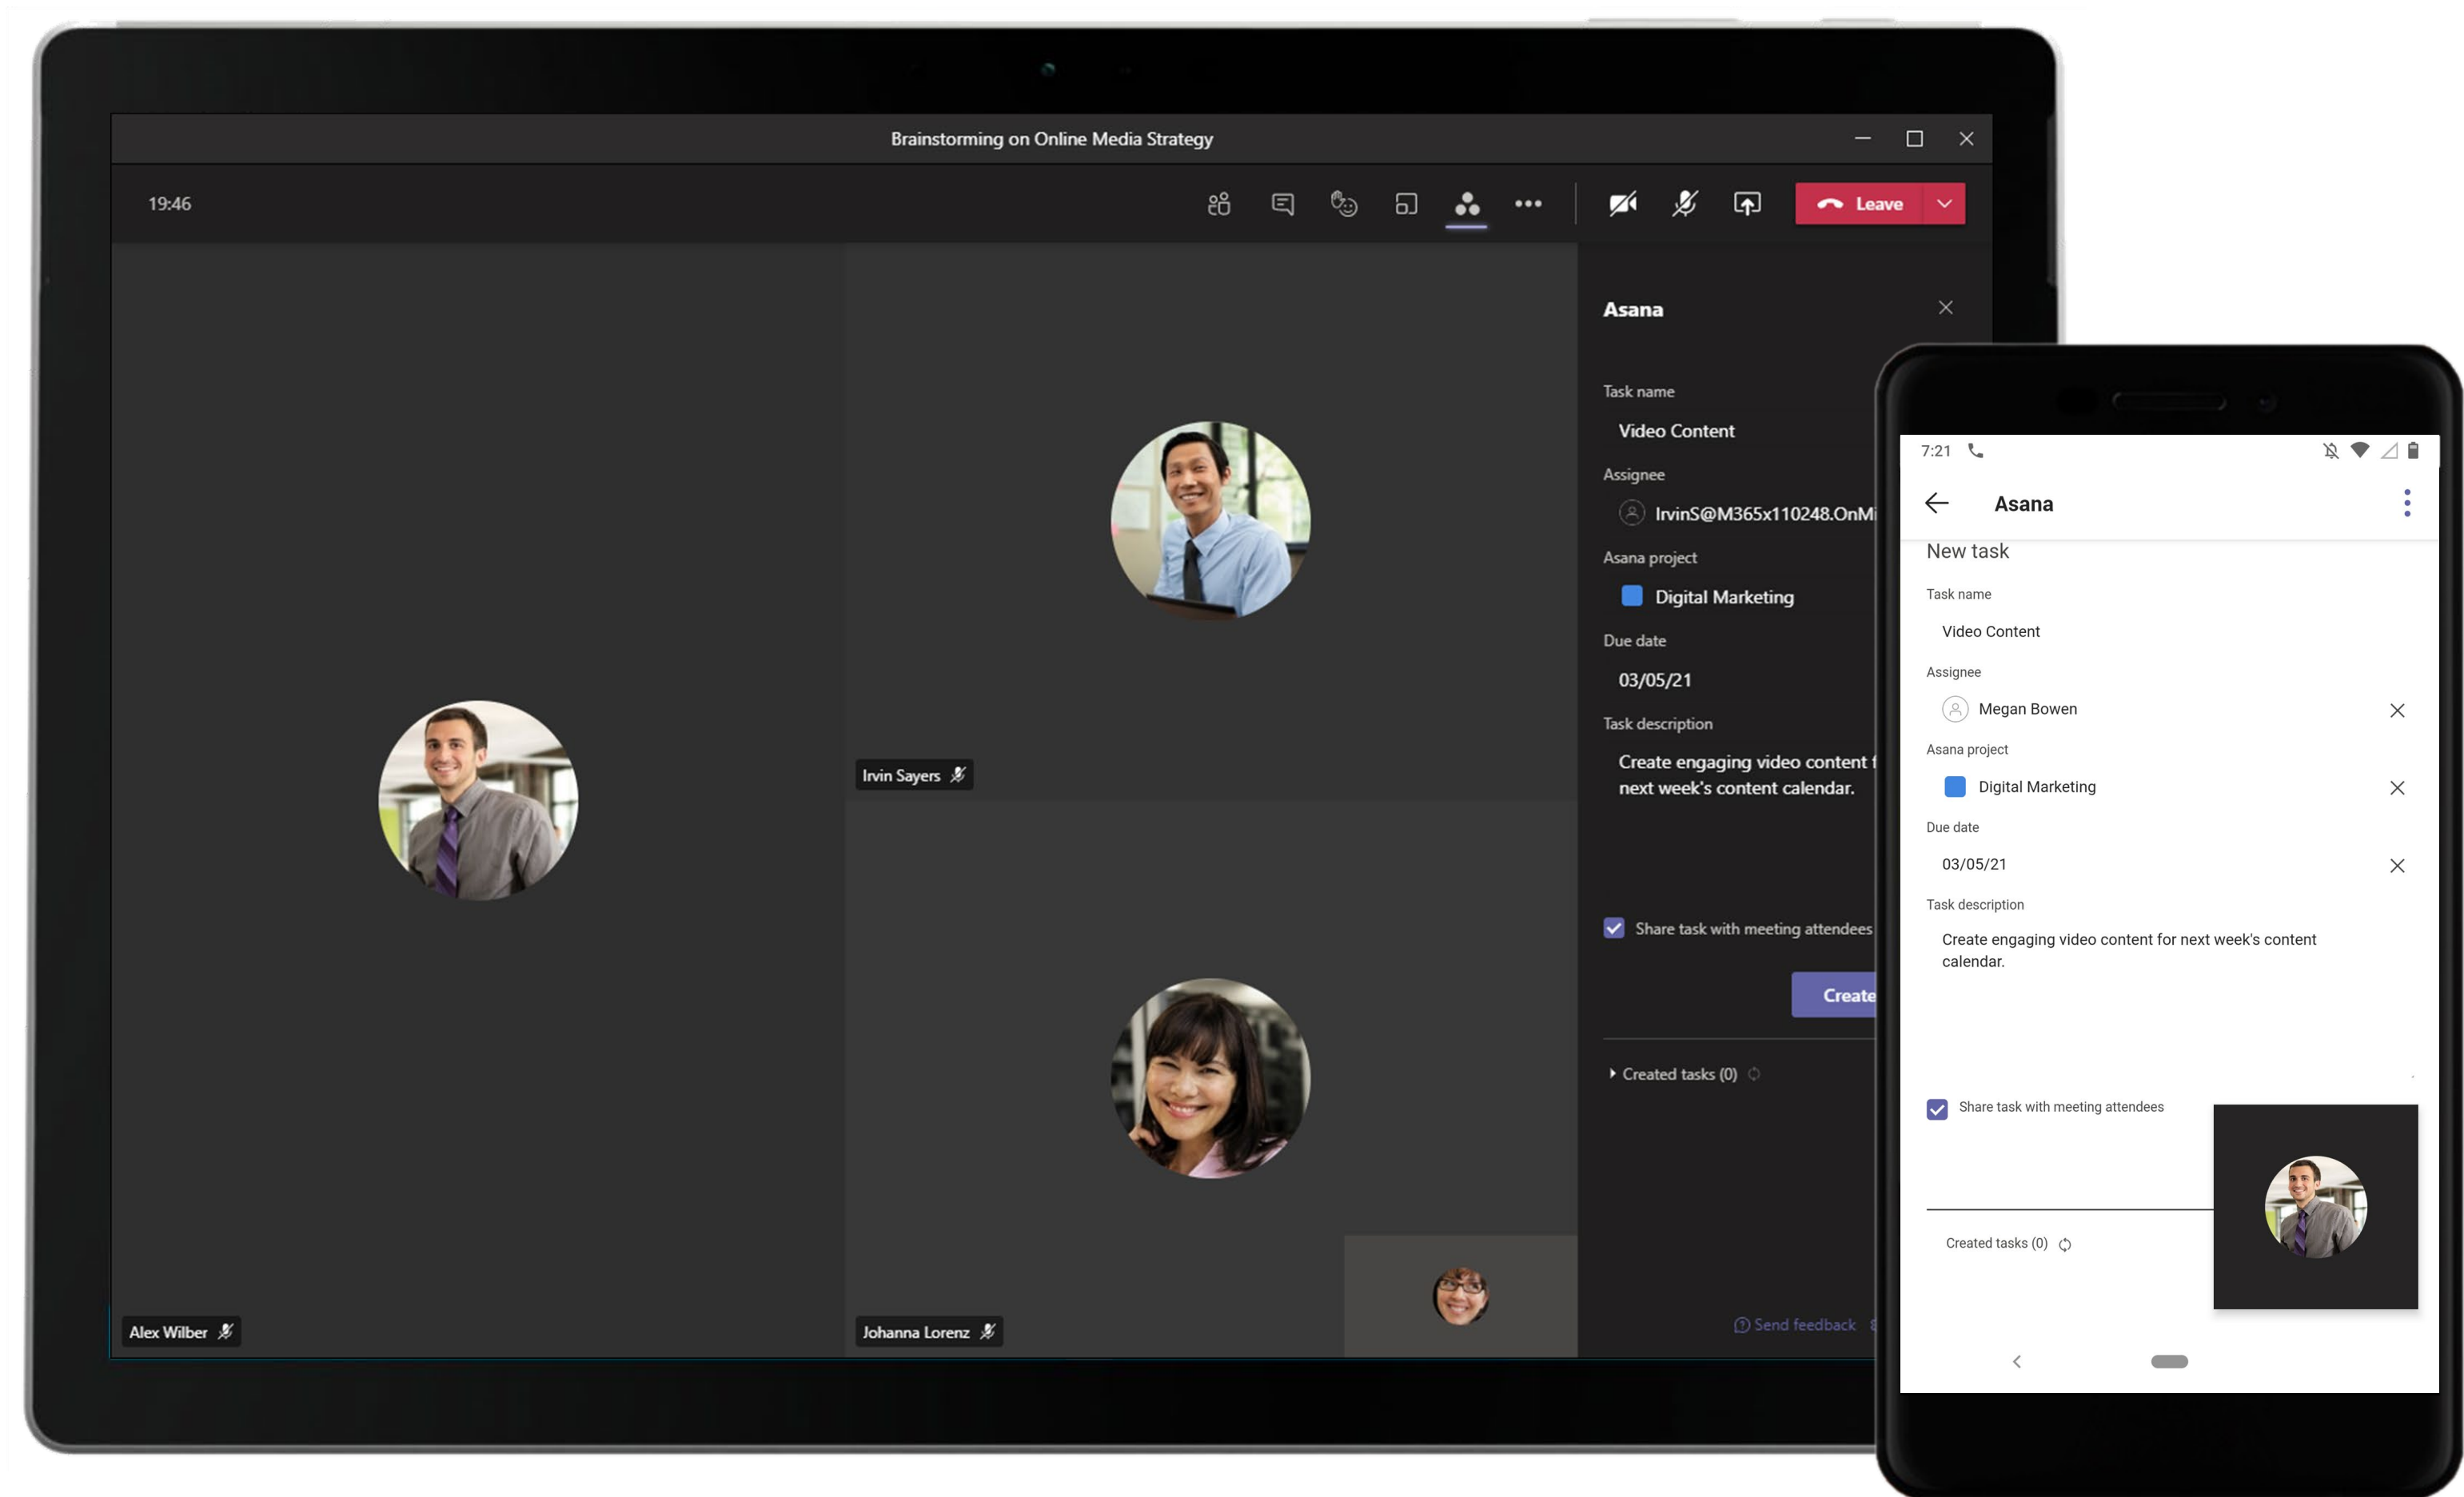 Brainstorming on Online Media Strategy
19:46
Leave
Irvin Sayers
Alex Wilber
Johanna Lorenz
Asana
Task name
Video Content
Assignee
IrvinS@M365x110248.OnMi
Asana project
Digital Marketing
Due date
03/05/21
Task description
Create engaging video content f
next week's content calendar.
Share task with meeting attendees
Create
Created tasks (0)
Send feedback
7:21
Asana
New task
Task name
Video Content
Assignee
Megan Bowen
Asana project
Digital Marketing
Due date
03/05/21
Task description
Create engaging video content for next week's content
calendar.
Share task with meeting attendees
Created tasks (0)